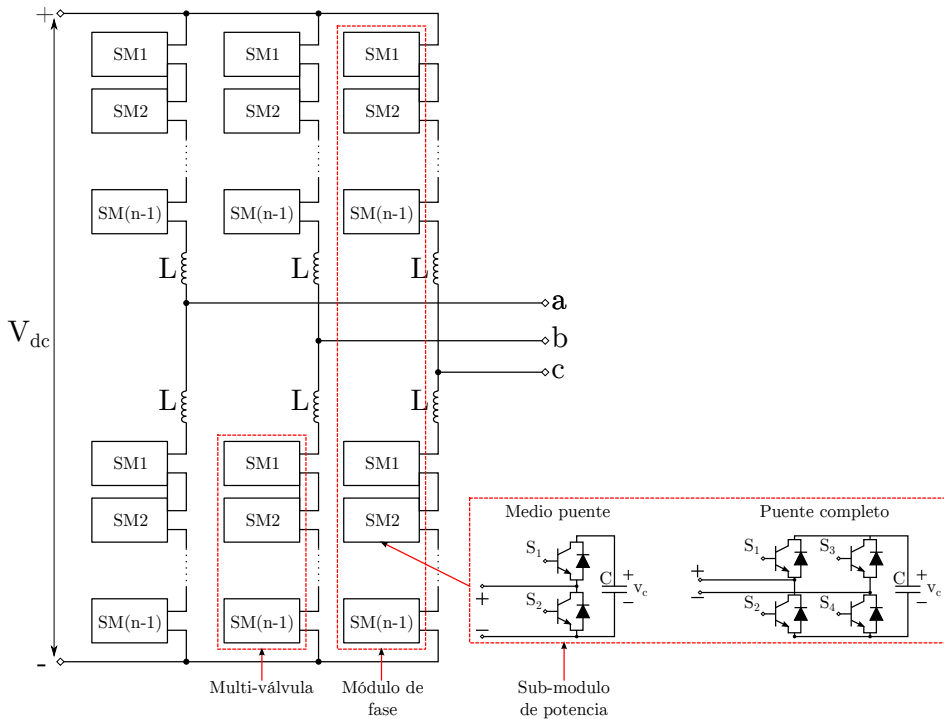 +
SM1 SM1 SM1
SM2 SM2 SM2
SM(n-1) SM(n-1) SM(n-1)
L L L
a
V_dc
b
c
L L L
SM1 SM1 SM1
SM2 SM2 SM2
SM(n-1) SM(n-1) SM(n-1)
-
Medio puente
S_1
C + v_c −
S_2
+
−
Puente completo
S_1 S_3
+
−
C + v_c −
S_2 S_4
Multi-válvula
Módulo de
fase
Sub-modulo
de potencia